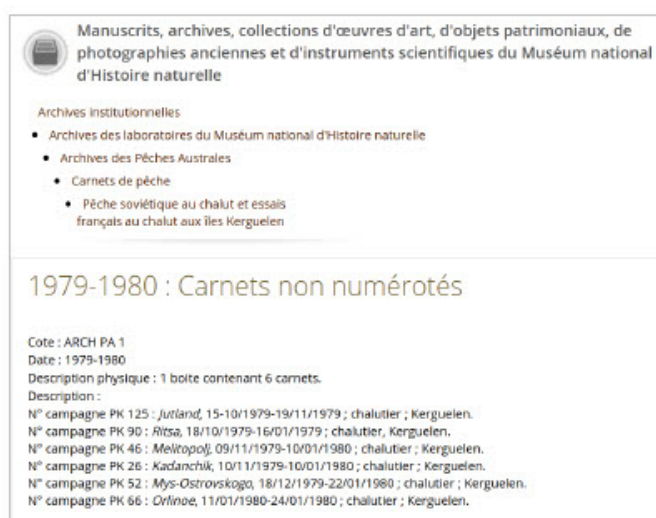 Manuscrits, archives, collections d'œuvres d'art, d'objets patrimoniaux, de
photographies anciennes et d'instruments scientifiques du Muséum national
d'Histoire naturelle
Archives institutionnelles
Archives des laboratoires du Muséum national d'Histoire naturelle
Archives des Pêches Australes
Carnets de pêche
Pêche soviétique au chalut et essais
français au chalut aux îles Kerguelen
1979-1980 : Carnets non numérotés
Cote : ARCH PA 1
Date : 1979-1980
Description physique : 1 boite contenant 6 carnets.
Description :
N° campagne PK 125 : Jutland, 15-10/1979-19/11/1979 ; chalutier ; Kerguelen.
N° campagne PK 90 : Ritsa, 18/10/1979-16/01/1979 ; chalutier, Kerguelen.
N° campagne PK 46 : Melitopolj, 09/11/1979-10/01/1980 ; chalutier ; Kerguelen.
N° campagne PK 26 : Kadanchik, 10/11/1979-10/01/1980 ; chalutier ; Kerguelen.
N° campagne PK 52 : Mys-Ostrovskogo, 18/12/1979-22/01/1980 ; chalutier ; Kerguelen.
N° campagne PK 66 : Orlinoe, 11/01/1980-24/01/1980 ; chalutier ; Kerguelen.